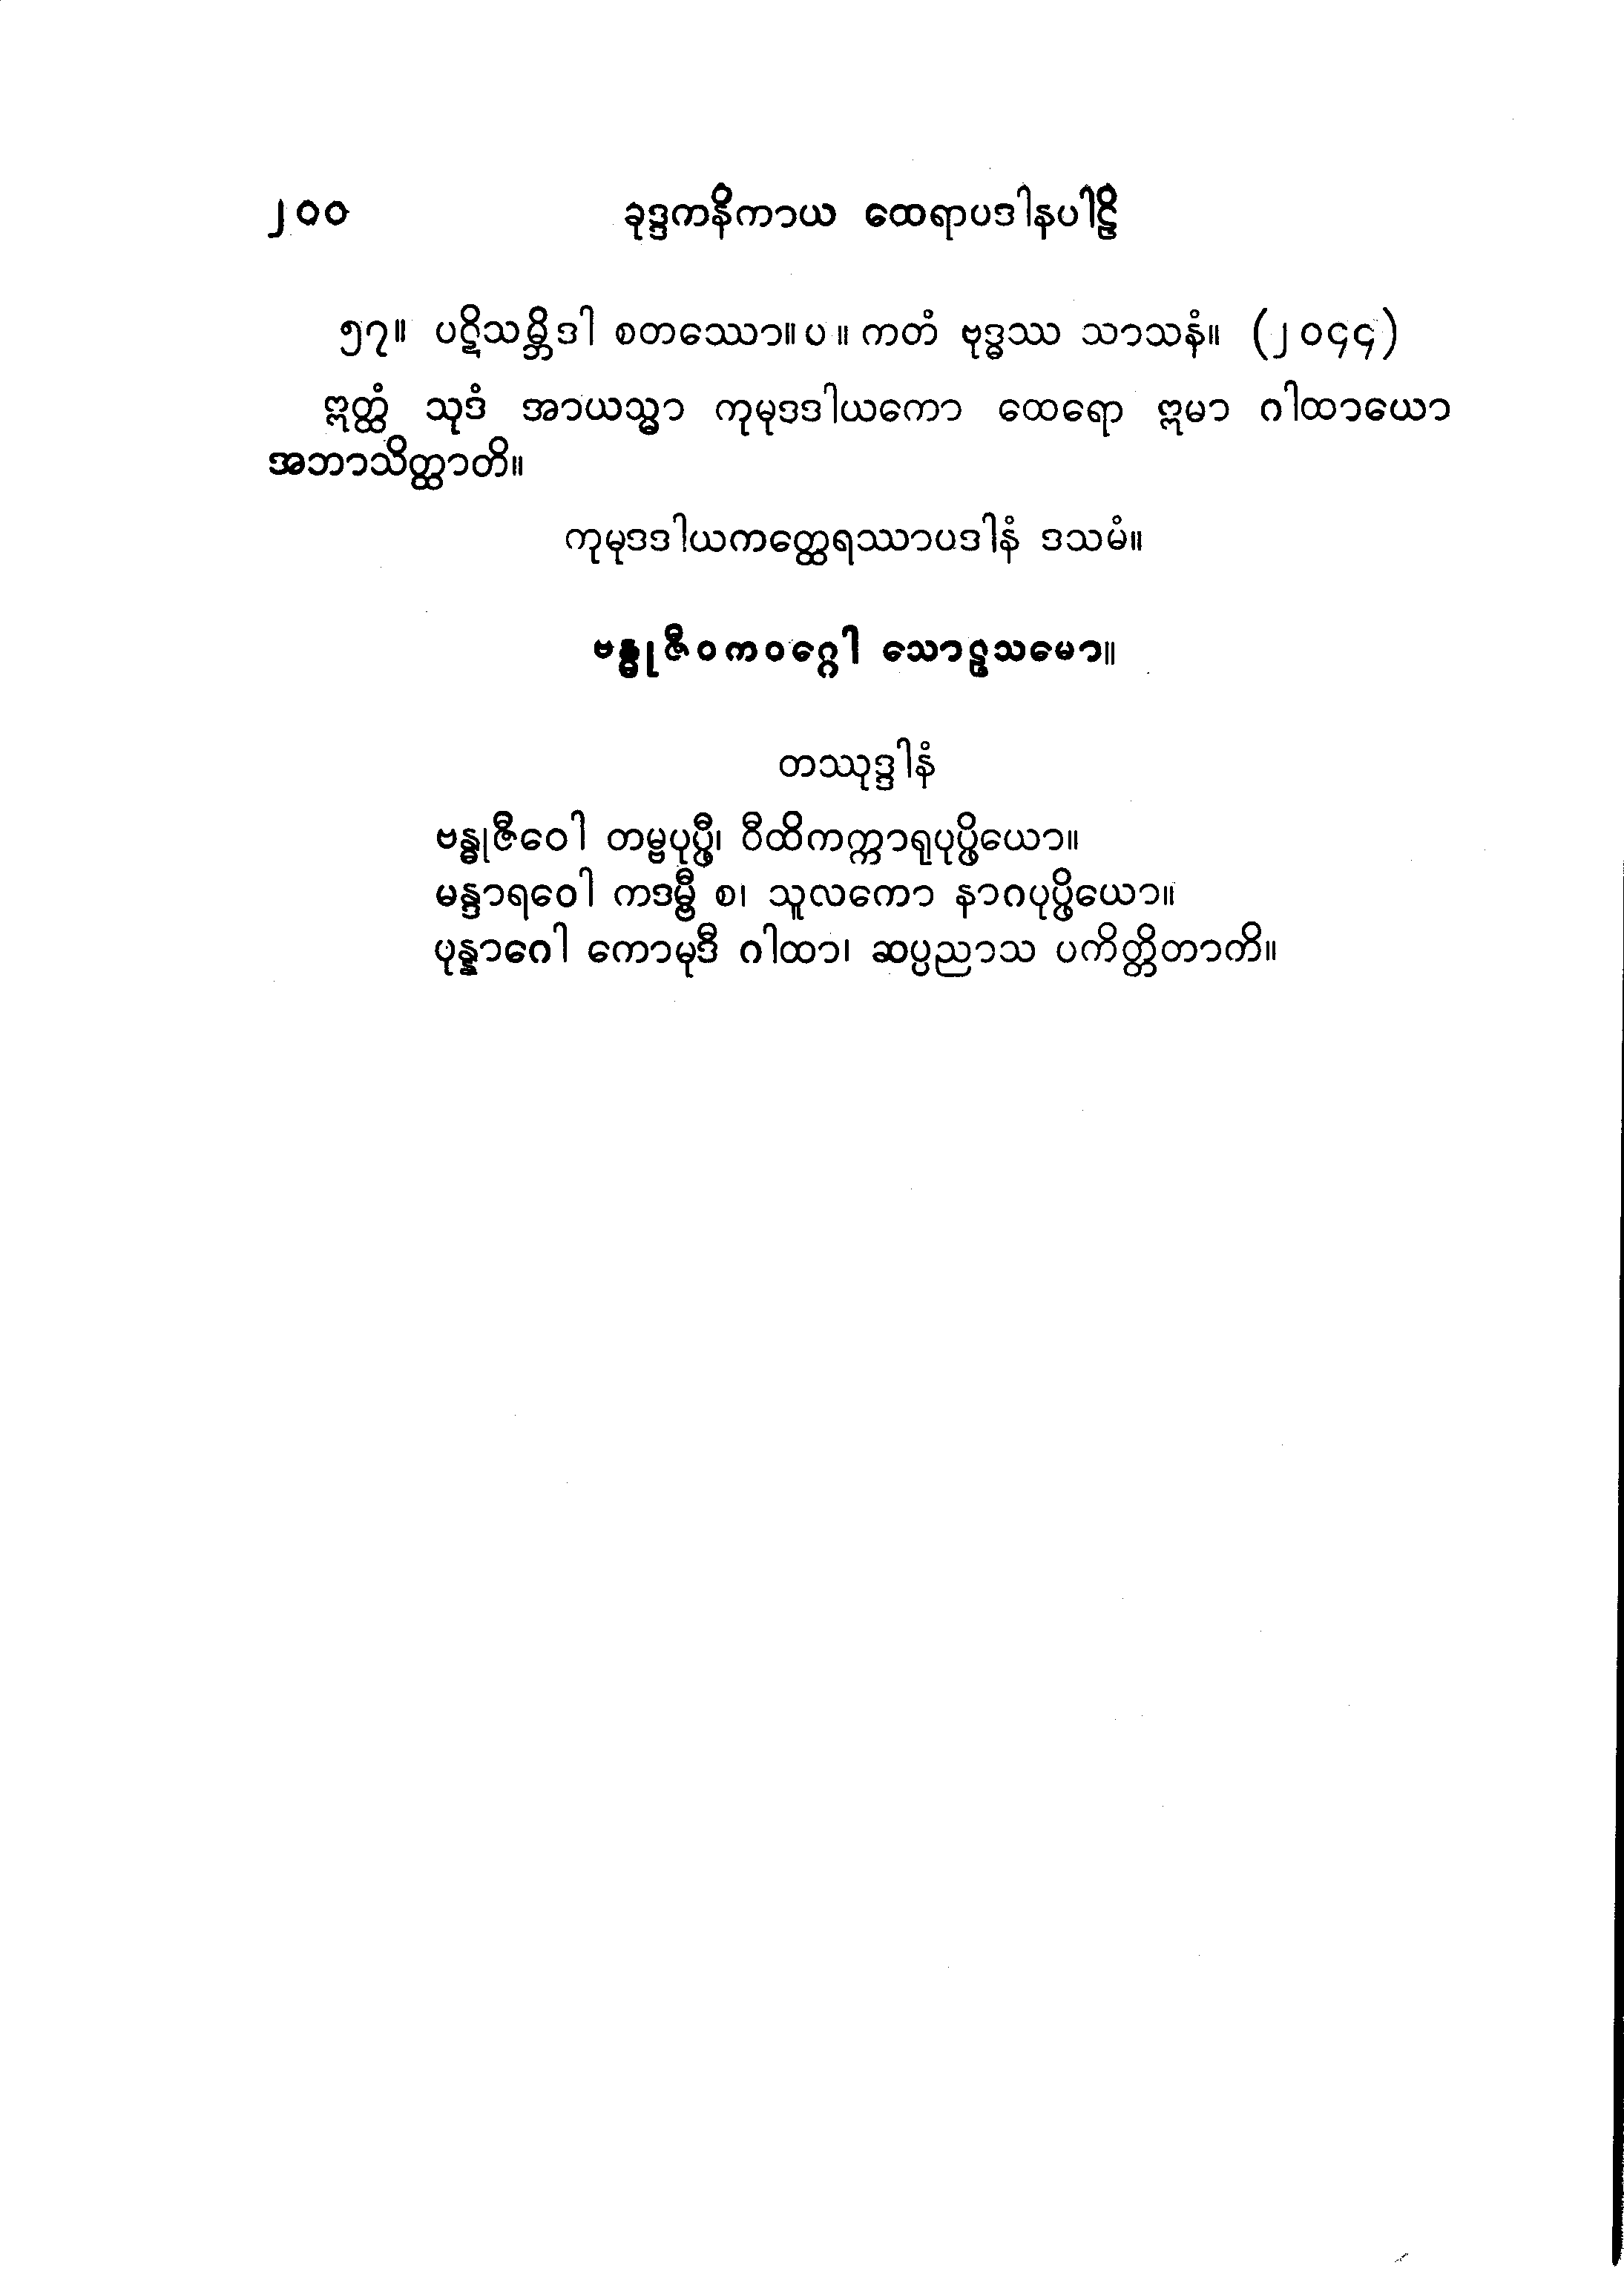 ၂၀၀ ခုဒ္ဒကနိကာယ ထေရာပဒါနပါဠိ
၅၇။ ပဋိသမ္ဘိဒါ စတဿော။ပ။ ကတံ ဗုဒ္ဓဿ သာသနံ။ (၂၀၄၄)
ဣတ္ထံ သုဒံ အာယသ္မာ ကုမုဒဒါယကော ထေရော ဣမာ ဂါထာယော
အဘာသိတ္ထာတိ။
ကုမုဒဒါယကတ္ထေရဿာပဒါနံ ဒသမံ။
ဗန္ဓုဇီဝကဝဂ္ဂေါ သောဠသမော။
တဿုဒ္ဒါနံ
ဗန္ဓုဇီဝေါ တမ္ဗပုပ္ဖီ၊ ဝီထိကက္ကာရုပုပ္ဖိယော။
မန္ဒာရဝေါ ကဒမ္ဗီ စ၊ သူလကော နာဂပုပ္ဖိယော။
ပုန္နာဂေါ ကောမုဒီ ဂါထာ၊ ဆပ္ပညာသ ပကိတ္တိတာကိ။